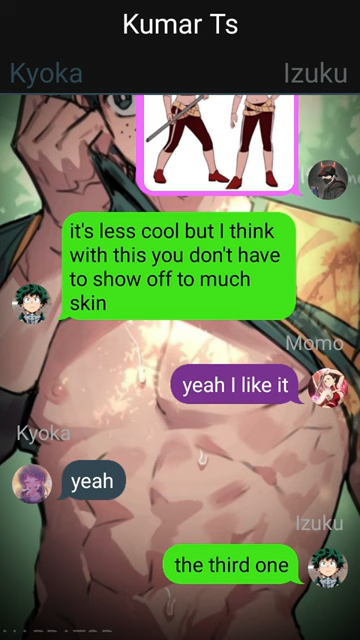 Kumar Ts
Kyoka
Izuku
it's less cool but I think
with this you don't have
to show off to much
skin
Momo
yeah I like it
Kyoka
yeah
Izuku
the third one